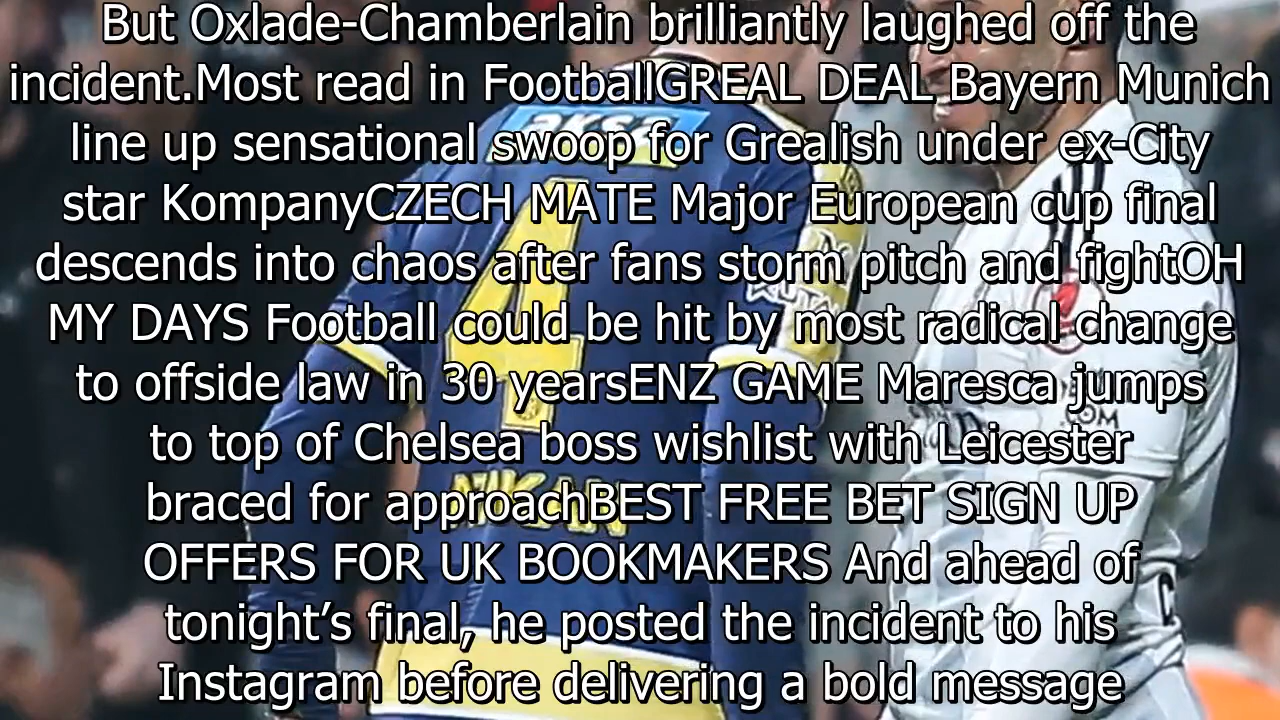 But Oxlade-Chamberlain brilliantly laughed off the
incident.Most read in FootballGREAL DEAL Bayern Munich
line up sensational swoop for Grealish under ex-City
star KompanyCZECH MATE Major European cup final
descends into chaos after fans storm pitch and fightOH
MY DAYS Football could be hit by most radical change
to offside law in 30 yearsENZ GAME Maresca jumps
to top of Chelsea boss wishlist with Leicester
braced for approachBEST FREE BET SIGN UP
OFFERS FOR UK BOOKMAKERS And ahead of
tonight’s final, he posted the incident to his
Instagram before delivering a bold message
aksa
4